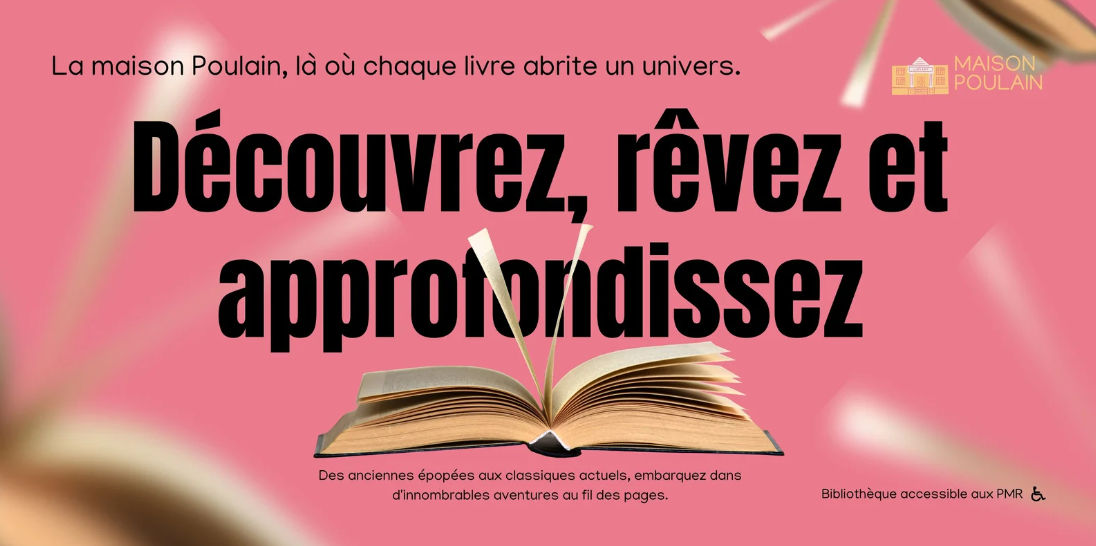 La maison Poulain, là où chaque livre abrite un univers.
MAISON
POULAIN
Découvrez, rêvez et
approfondissez
Des anciennes épopées aux classiques actuels, embarquez dans
d'innombrables aventures au fil des pages.
Bibliothèque accessible aux PMR